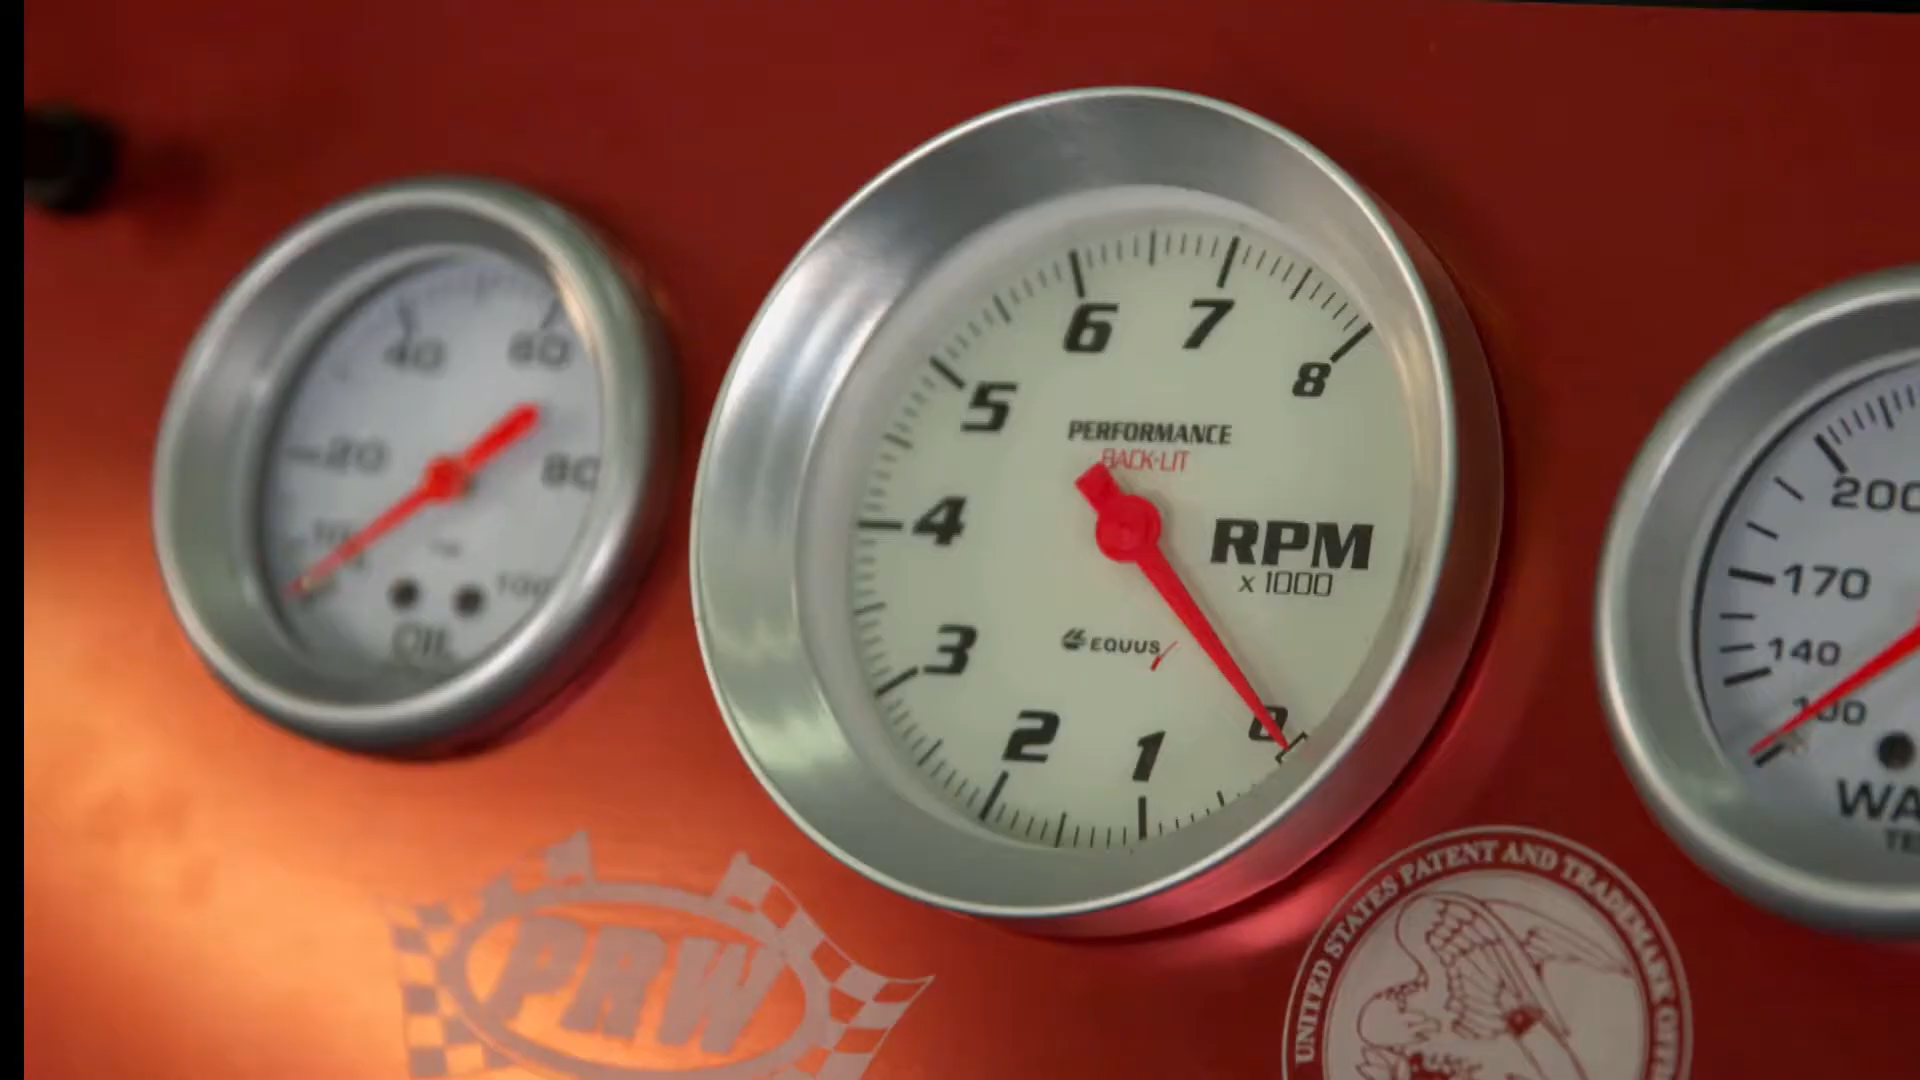 40
60
20
80
100
OIL
6
7
8
5
PERFORMANCE
BACK-LIT
4
RPM
x 1000
3
EQUUS
2
1
0
200
170
140
100
WA
PRW
UNITED STATES PATENT AND TRADEMARK OFFI